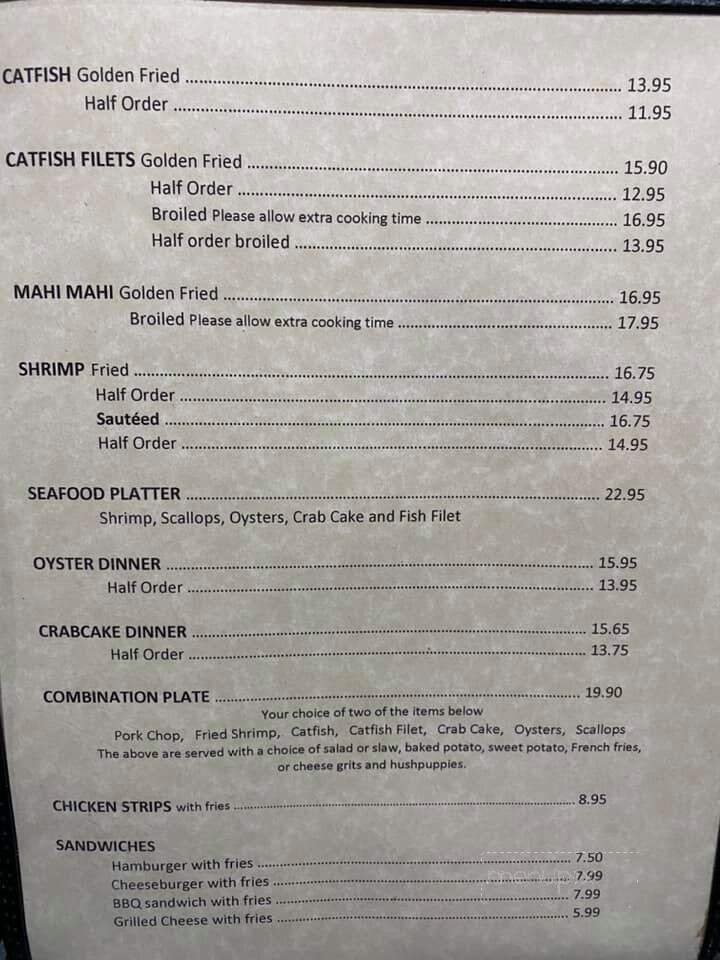 CATFISH Golden Fried ........ 13.95
Half Order ........ 11.95
CATFISH FILETS Golden Fried ........ 15.90
Half Order ........ 12.95
Broiled Please allow extra cooking time ........ 16.95
Half order broiled ........ 13.95
MAHI MAHI Golden Fried ........ 16.95
Broiled Please allow extra cooking time ........ 17.95
SHRIMP Fried ........ 16.75
Half Order ........ 14.95
Sautéed ........ 16.75
Half Order ........ 14.95
SEAFOOD PLATTER ........ 22.95
Shrimp, Scallops, Oysters, Crab Cake and Fish Filet
OYSTER DINNER ........ 15.95
Half Order ........ 13.95
CRABCAKE DINNER ........ 15.65
Half Order ........ 13.75
COMBINATION PLATE ........ 19.90
Your choice of two of the items below
Pork Chop, Fried Shrimp, Catfish, Catfish Filet, Crab Cake, Oysters, Scallops
The above are served with a choice of salad or slaw, baked potato, sweet potato, French fries,
or cheese grits and hushpuppies.
CHICKEN STRIPS with fries ........ 8.95
SANDWICHES
Hamburger with fries ........ 7.50
Cheeseburger with fries ........ 7.99
BBQ sandwich with fries ........ 7.99
Grilled Cheese with fries ........ 5.99